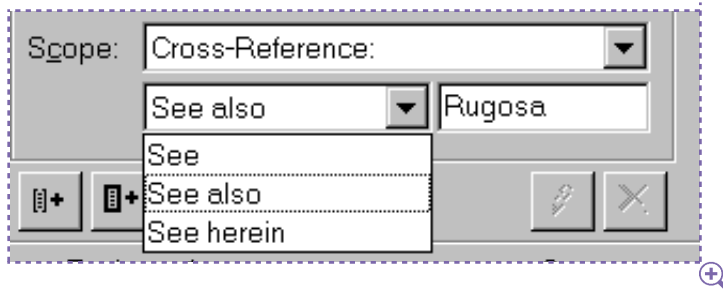 Scope: Cross-Reference:
See also Rugosa
See
See also
See herein